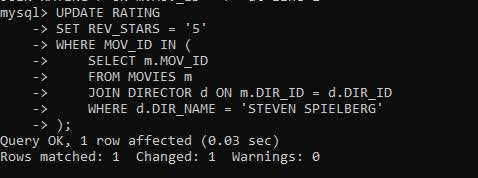 mysql> UPDATE RATING
    -> SET REV_STARS = '5'
    -> WHERE MOV_ID IN (
    ->     SELECT m.MOV_ID
    ->     FROM MOVIES m
    ->     JOIN DIRECTOR d ON m.DIR_ID = d.DIR_ID
    ->     WHERE d.DIR_NAME = 'STEVEN SPIELBERG'
    -> );
Query OK, 1 row affected (0.03 sec)
Rows matched: 1  Changed: 1  Warnings: 0